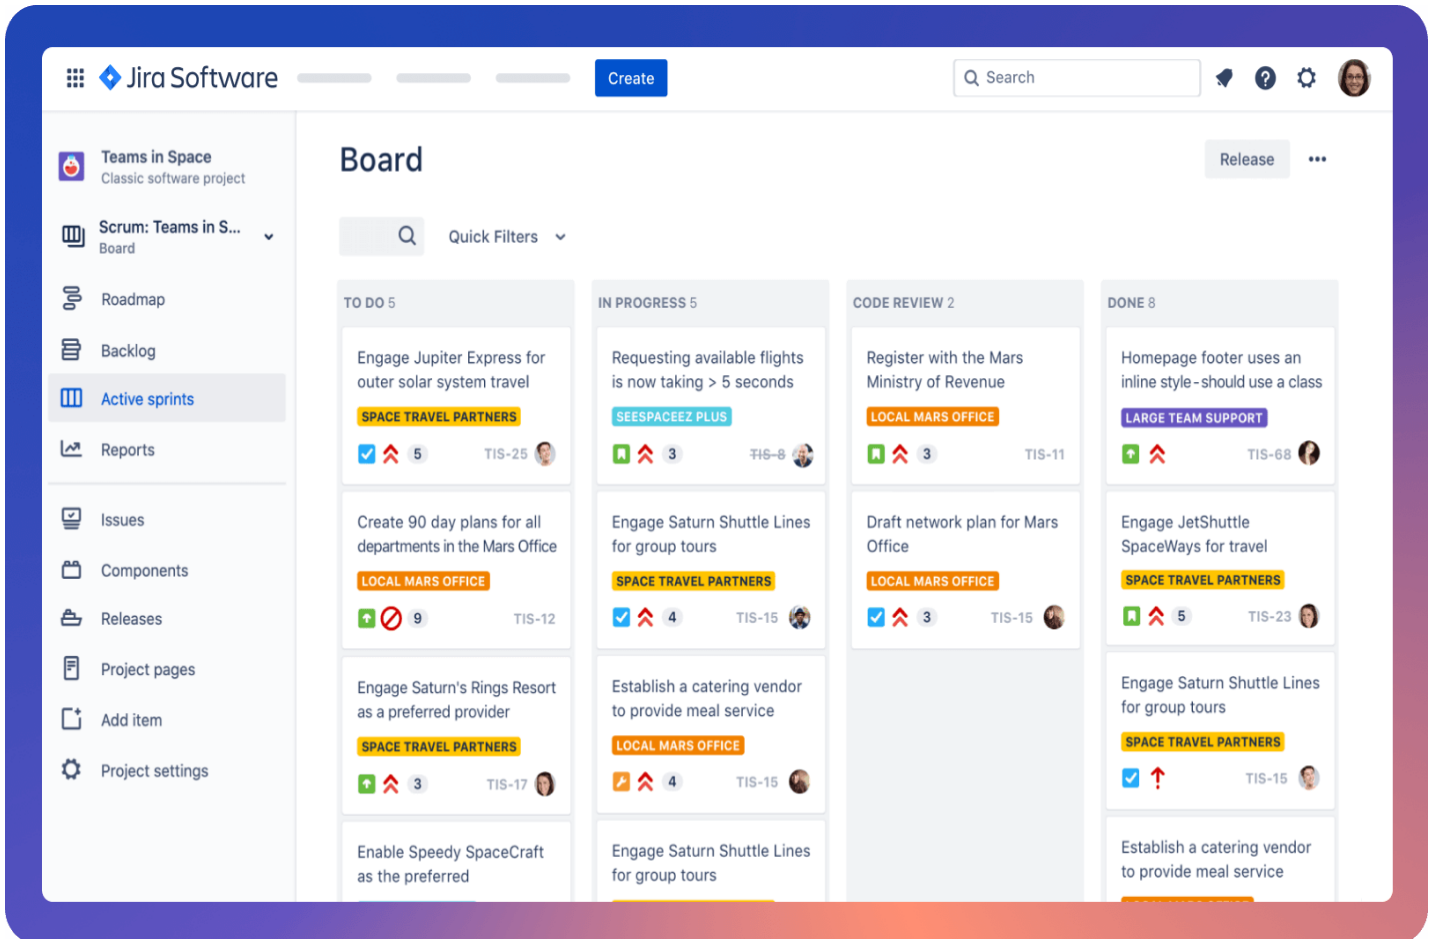 Jira Software
Create
Search
Teams in Space
Classic software project
Scrum: Teams in S...
Board
Roadmap
Backlog
Active sprints
Reports
Issues
Components
Releases
Project pages
Add item
Project settings
Board
Release
Quick Filters
TO DO 5
Engage Jupiter Express for
outer solar system travel
SPACE TRAVEL PARTNERS
5 TIS-25
Create 90 day plans for all
departments in the Mars Office
LOCAL MARS OFFICE
9 TIS-12
Engage Saturn's Rings Resort
as a preferred provider
SPACE TRAVEL PARTNERS
3 TIS-17
Enable Speedy SpaceCraft
as the preferred
IN PROGRESS 5
Requesting available flights
is now taking > 5 seconds
SEESPACEEZ PLUS
3 TIS-8
Engage Saturn Shuttle Lines
for group tours
SPACE TRAVEL PARTNERS
4 TIS-15
Establish a catering vendor
to provide meal service
LOCAL MARS OFFICE
4 TIS-15
Engage Saturn Shuttle Lines
for group tours
CODE REVIEW 2
Register with the Mars
Ministry of Revenue
LOCAL MARS OFFICE
3 TIS-11
Draft network plan for Mars
Office
LOCAL MARS OFFICE
3 TIS-15
DONE 8
Homepage footer uses an
inline style-should use a class
LARGE TEAM SUPPORT
TIS-68
Engage JetShuttle
SpaceWays for travel
SPACE TRAVEL PARTNERS
5 TIS-23
Engage Saturn Shuttle Lines
for group tours
SPACE TRAVEL PARTNERS
TIS-15
Establish a catering vendor
to provide meal service